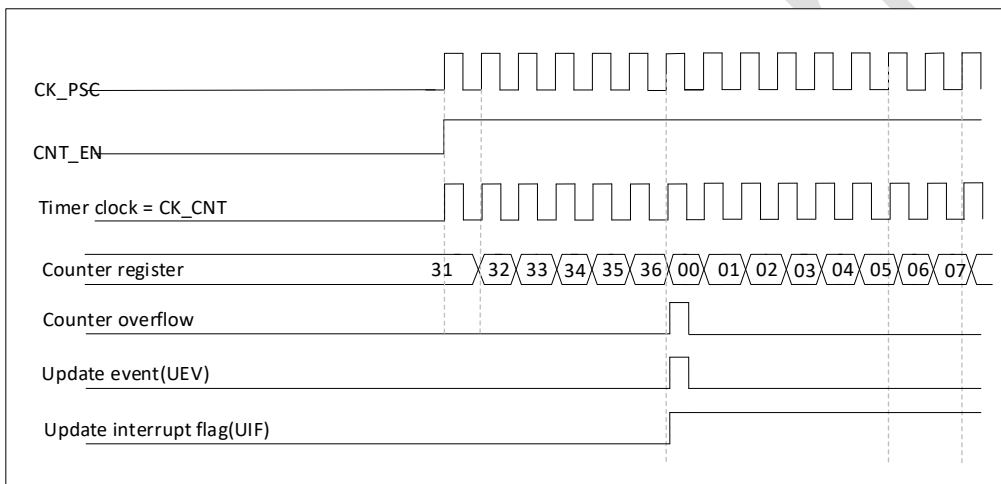 CK_PSC
CNT_EN
Timer clock = CK_CNT
Counter register 31 32 33 34 35 36 00 01 02 03 04 05 06 07
Counter overflow
Update event(UEV)
Update interrupt flag(UIF)